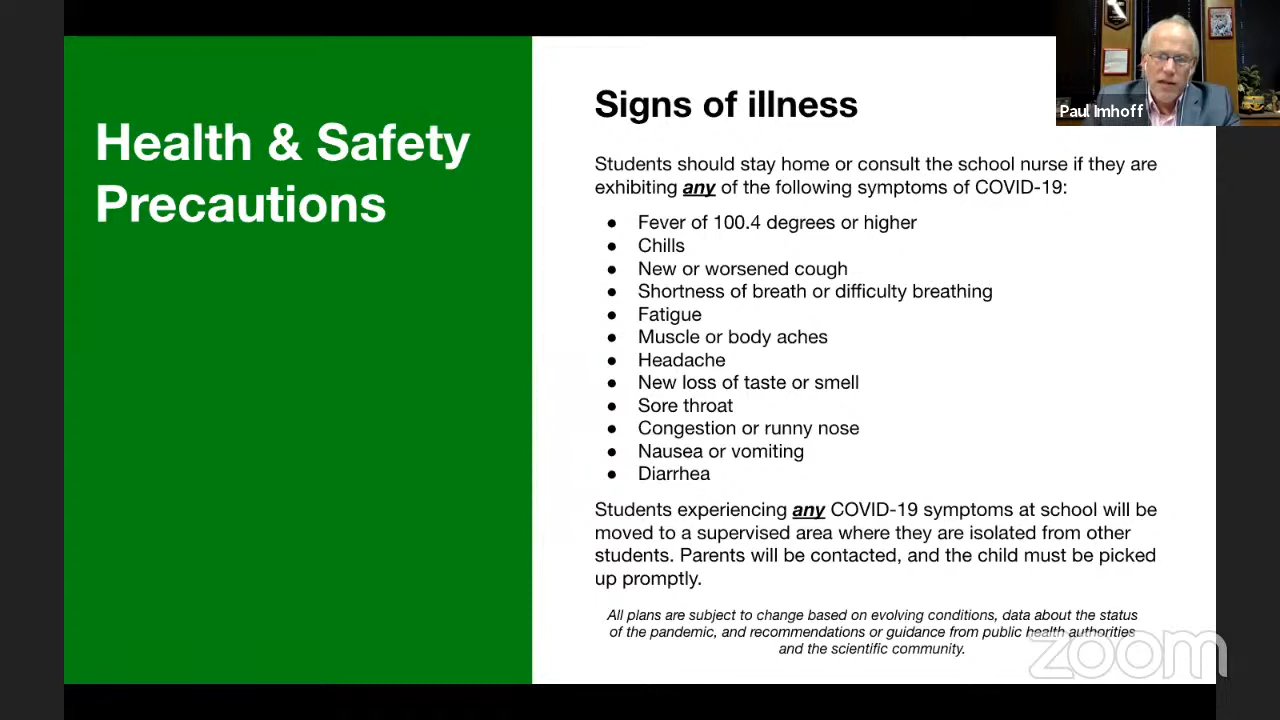 Health & Safety
Precautions
Signs of illness
Paul Imhoff
Students should stay home or consult the school nurse if they are
exhibiting any of the following symptoms of COVID-19:
● Fever of 100.4 degrees or higher
● Chills
● New or worsened cough
● Shortness of breath or difficulty breathing
● Fatigue
● Muscle or body aches
● Headache
● New loss of taste or smell
● Sore throat
● Congestion or runny nose
● Nausea or vomiting
● Diarrhea
Students experiencing any COVID-19 symptoms at school will be
moved to a supervised area where they are isolated from other
students. Parents will be contacted, and the child must be picked
up promptly.
All plans are subject to change based on evolving conditions, data about the status
of the pandemic, and recommendations or guidance from public health authorities
and the scientific community.
zoom